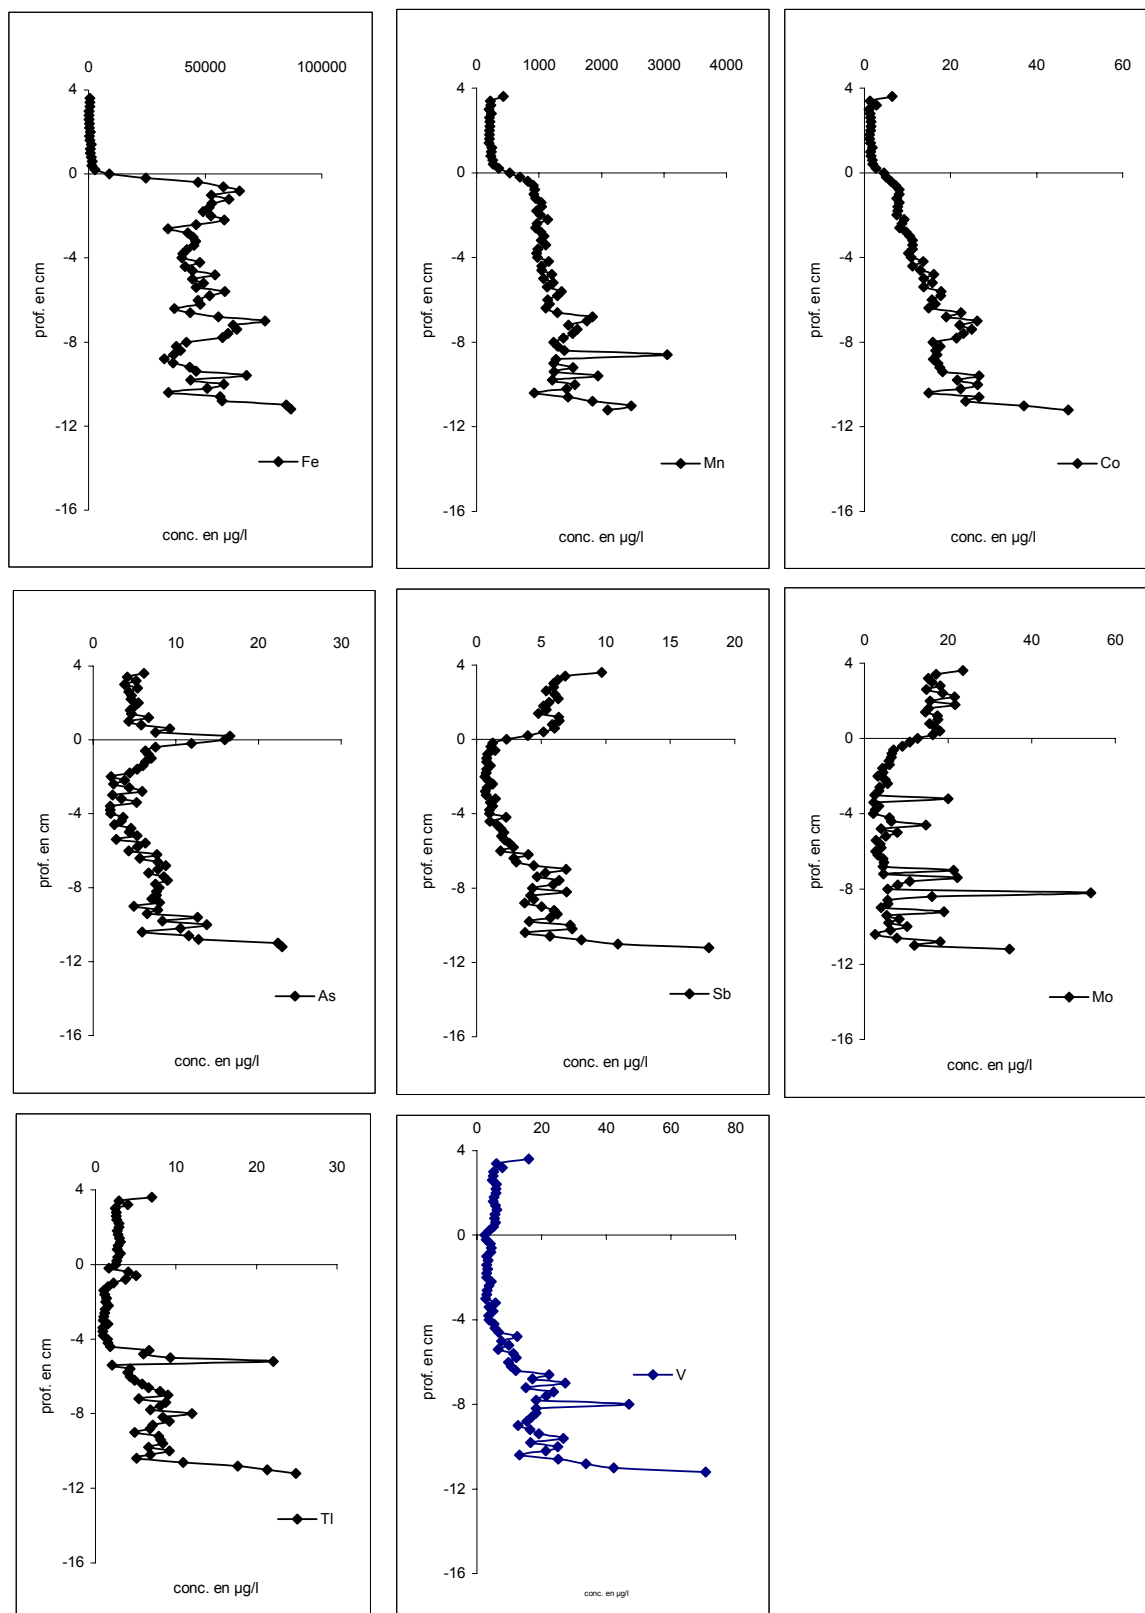 0 50000 100000
4
0
-4
-8
-12
-16
prof. en cm
Fe
conc. en µg/l
0 1000 2000 3000 4000
4
0
-4
-8
-12
-16
prof. en cm
Mn
conc. en µg/l
0 20 40 60
4
0
-4
-8
-12
-16
prof. en cm
Co
conc. en µg/l
0 10 20 30
4
0
-4
-8
-12
-16
prof. en cm
As
conc. en µg/l
0 5 10 15 20
4
0
-4
-8
-12
-16
prof. en cm
Sb
conc. en µg/l
0 20 40 60
4
0
-4
-8
-12
-16
prof. en cm
Mo
conc. en µg/l
0 10 20 30
4
0
-4
-8
-12
-16
prof. en cm
Tl
conc. en µg/l
0 20 40 60 80
4
0
-4
-8
-12
-16
prof. en cm
V
conc. en µg/l